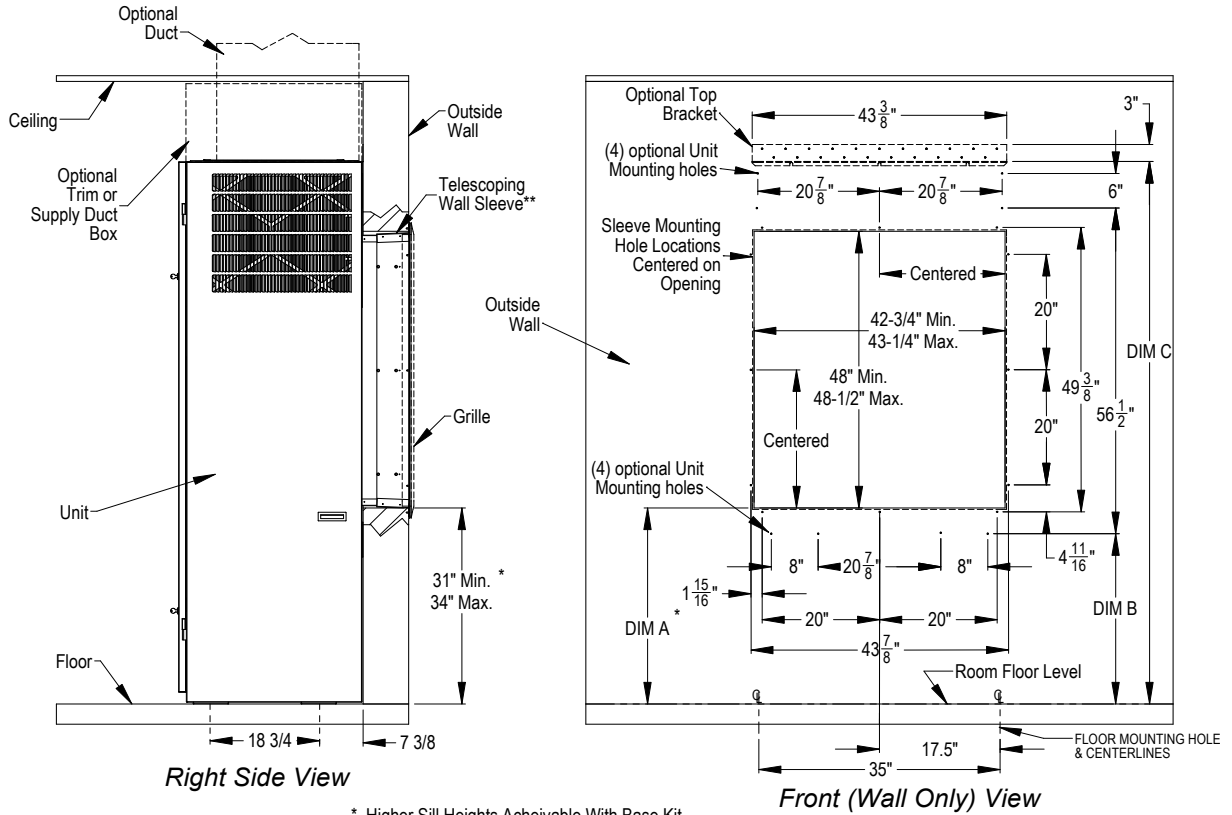 Optional
Duct
Ceiling
Optional
Trim or
Supply Duct
Box
Outside
Wall
Telescoping
Wall Sleeve**
Grille
Unit
31" Min. *
34" Max.
Floor
18 3/4
7 3/8
Right Side View
Optional Top
Bracket
43 3/8"
3"
(4) optional Unit
Mounting holes
20 7/8"
20 7/8"
6"
Sleeve Mounting
Hole Locations
Centered on
Opening
Centered
Outside
Wall
42-3/4" Min.
43-1/4" Max.
20"
DIM C
48" Min.
48-1/2" Max.
49 3/8"
56 1/2"
Centered
20"
(4) optional Unit
Mounting holes
8"
20 7/8"
8"
4 11/16"
1 15/16"
DIM A *
DIM B
20"
20"
43 7/8"
Room Floor Level
℄
℄
17.5"
FLOOR MOUNTING HOLE
& CENTERLINES
35"
Front (Wall Only) View
* Higher Sill Heights Acheivable With Base Kit